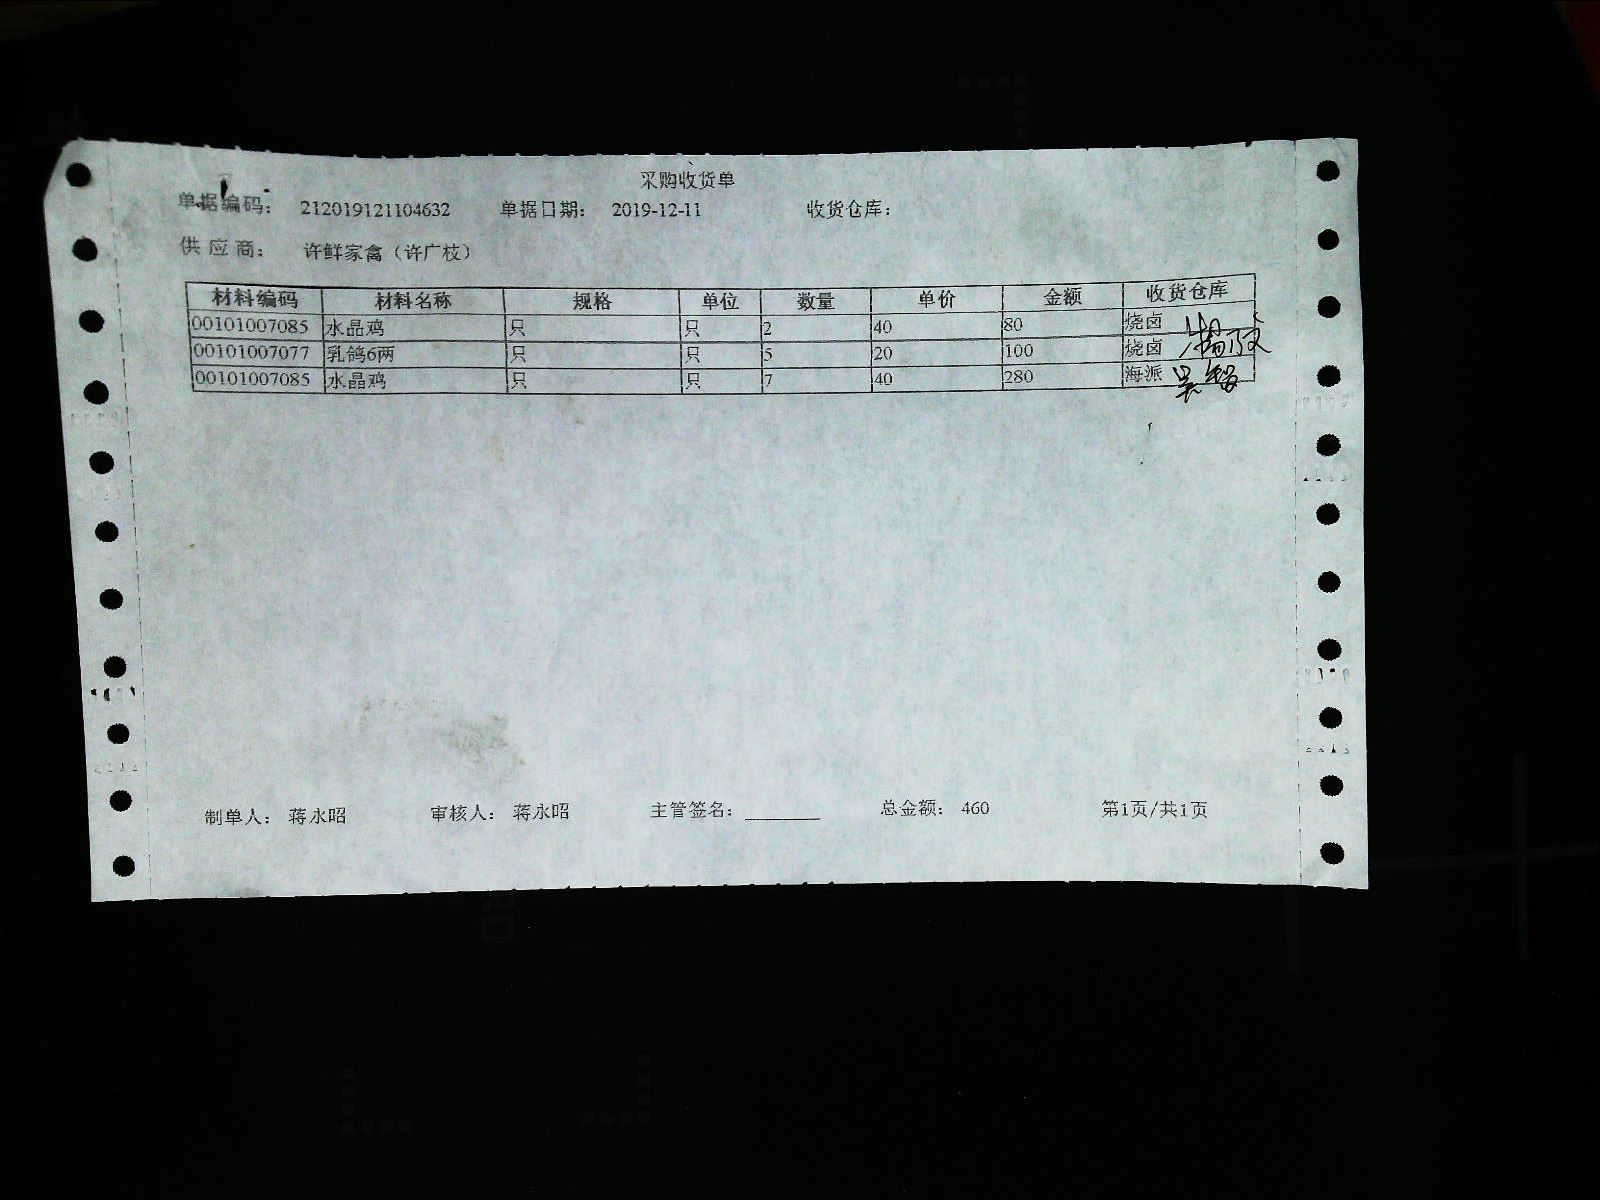 采购收货单
单据编码: 212019121104632 单据日期: 2019-12-11 收货仓库:
供应商: 许鲜家禽（许广枝）
材料编码 材料名称 规格 单位 数量 单价 金额 收货仓库
00101007085 水晶鸡 只 只 2 40 80 烧卤
00101007077 乳鸽6两 只 只 5 20 100 烧卤
00101007085 水晶鸡 只 只 7 40 280 海派
制单人: 蒋永昭 审核人: 蒋永昭 主管签名: ________ 总金额: 460 第1页/共1页